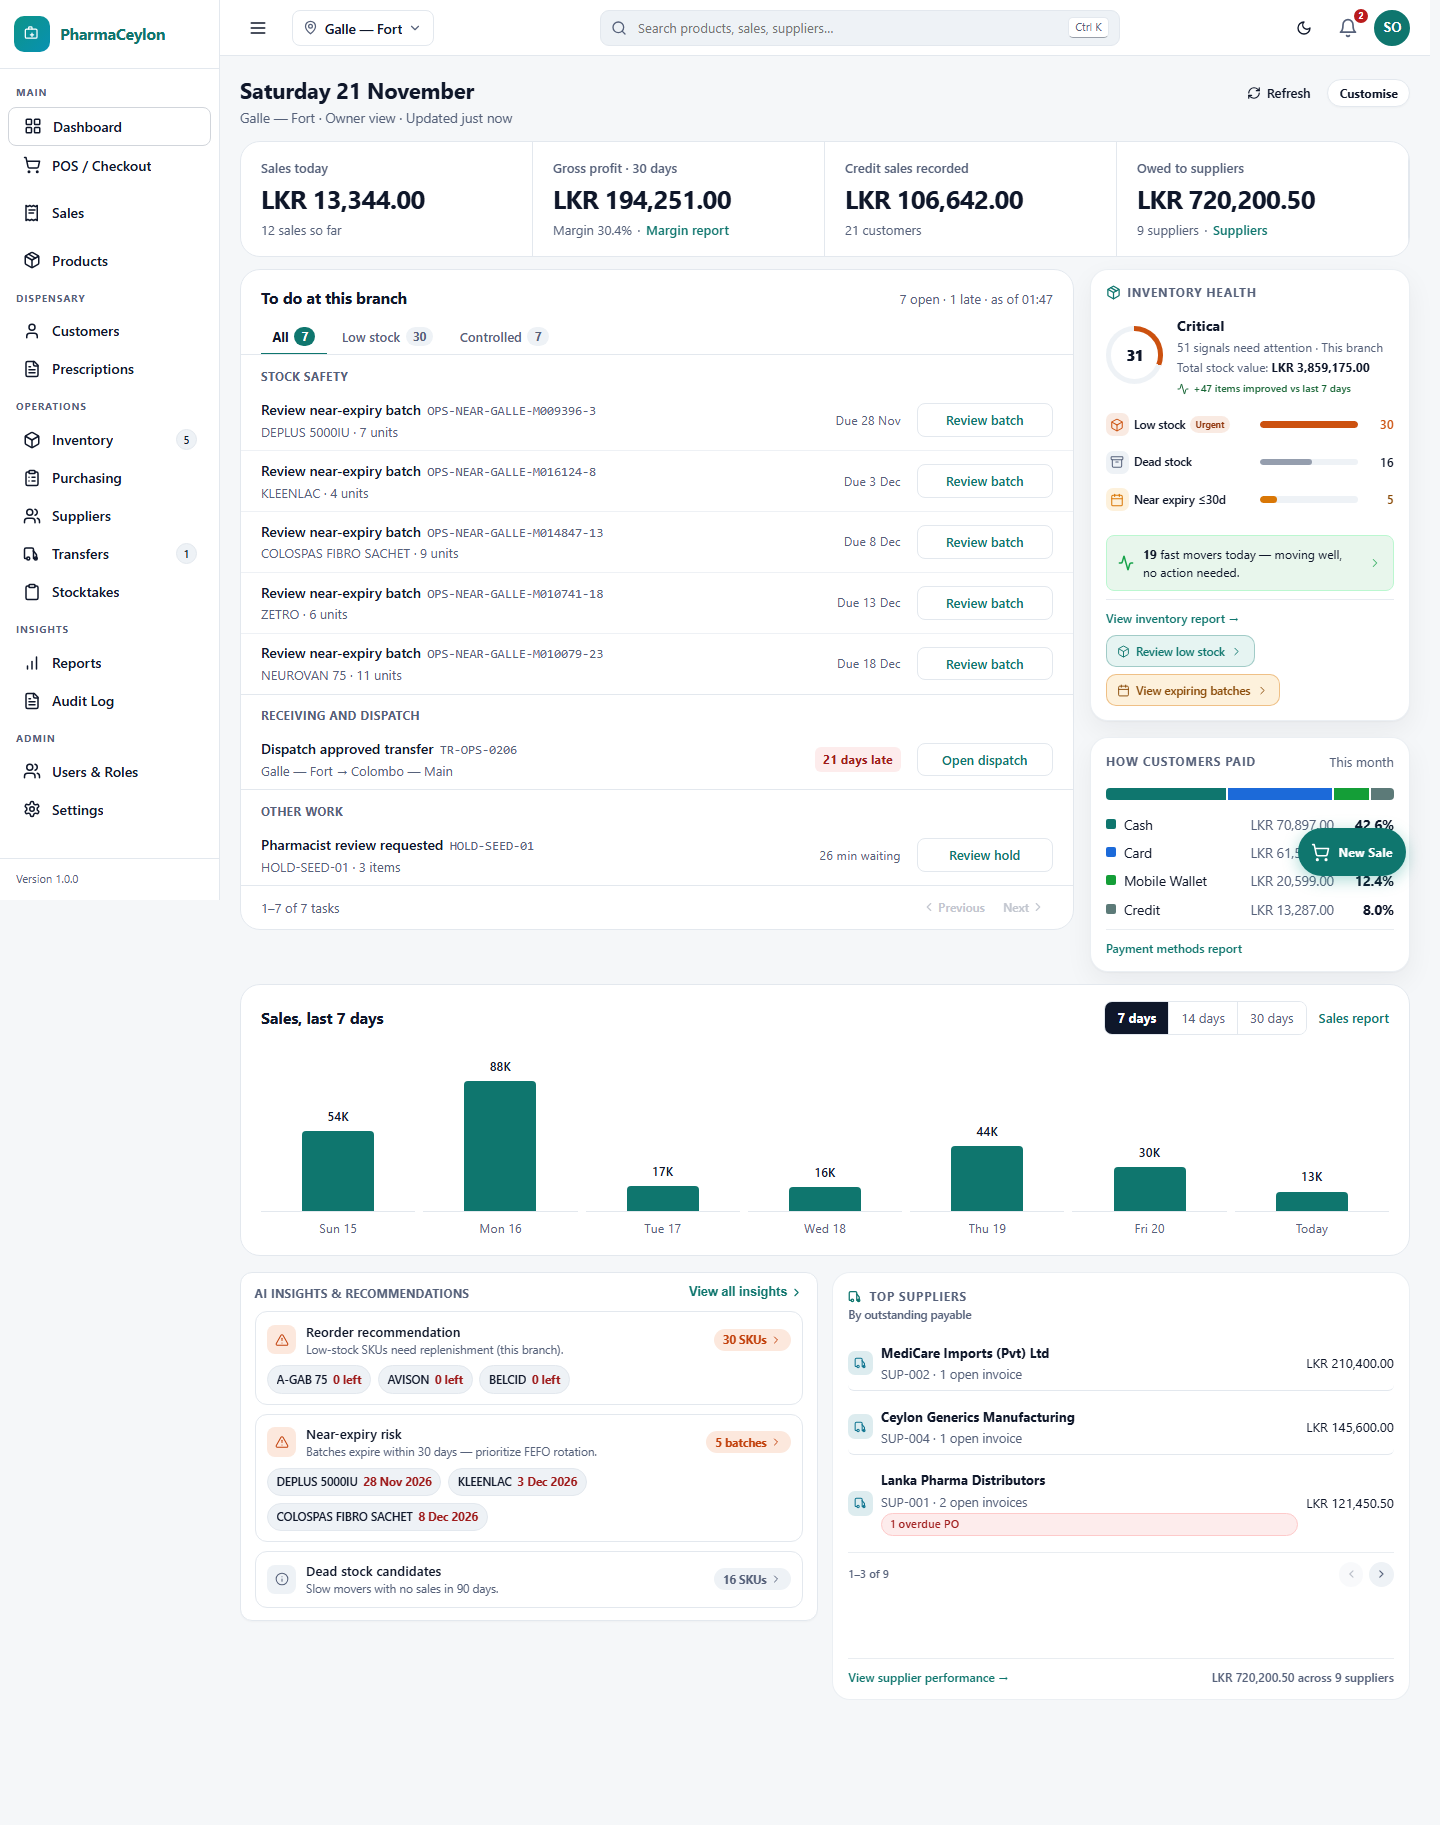 PharmaCeylon
Galle — Fort
Search products, sales, suppliers...
Ctrl K
2
SO
MAIN
Dashboard
POS / Checkout
Sales
Products
DISPENSARY
Customers
Prescriptions
OPERATIONS
Inventory 5
Purchasing
Suppliers
Transfers 1
Stocktakes
INSIGHTS
Reports
Audit Log
ADMIN
Users & Roles
Settings
Version 1.0.0
Saturday 21 November
Galle — Fort · Owner view · Updated just now
Refresh
Customise
Sales today
LKR 13,344.00
12 sales so far
Gross profit · 30 days
LKR 194,251.00
Margin 30.4% · Margin report
Credit sales recorded
LKR 106,642.00
21 customers
Owed to suppliers
LKR 720,200.50
9 suppliers · Suppliers
To do at this branch
7 open · 1 late · as of 01:47
All 7
Low stock 30
Controlled 7
STOCK SAFETY
Review near-expiry batch OPS-NEAR-GALLE-M009396-3
DEPLUS 5000IU · 7 units
Due 28 Nov
Review batch
Review near-expiry batch OPS-NEAR-GALLE-M016124-8
KLEENLAC · 4 units
Due 3 Dec
Review batch
Review near-expiry batch OPS-NEAR-GALLE-M014847-13
COLOSPAS FIBRO SACHET · 9 units
Due 8 Dec
Review batch
Review near-expiry batch OPS-NEAR-GALLE-M010741-18
ZETRO · 6 units
Due 13 Dec
Review batch
Review near-expiry batch OPS-NEAR-GALLE-M010079-23
NEUROVAN 75 · 11 units
Due 18 Dec
Review batch
RECEIVING AND DISPATCH
Dispatch approved transfer TR-OPS-0206
Galle — Fort → Colombo — Main
21 days late
Open dispatch
OTHER WORK
Pharmacist review requested HOLD-SEED-01
HOLD-SEED-01 · 3 items
26 min waiting
Review hold
1–7 of 7 tasks
Previous
Next
INVENTORY HEALTH
31
Critical
51 signals need attention · This branch
Total stock value: LKR 3,859,175.00
+47 items improved vs last 7 days
Low stock Urgent 30
Dead stock 16
Near expiry ≤30d 5
19 fast movers today — moving well,
no action needed.
View inventory report →
Review low stock
View expiring batches
HOW CUSTOMERS PAID
This month
Cash LKR 70,897.00 42.6%
Card LKR 61,5
New Sale
Mobile Wallet LKR 20,599.00 12.4%
Credit LKR 13,287.00 8.0%
Payment methods report
Sales, last 7 days
7 days
14 days
30 days
Sales report
54K
88K
17K
16K
44K
30K
13K
Sun 15
Mon 16
Tue 17
Wed 18
Thu 19
Fri 20
Today
AI INSIGHTS & RECOMMENDATIONS
View all insights
Reorder recommendation
Low-stock SKUs need replenishment (this branch).
30 SKUs
A-GAB 75 0 left
AVISON 0 left
BELCID 0 left
Near-expiry risk
Batches expire within 30 days — prioritize FEFO rotation.
5 batches
DEPLUS 5000IU 28 Nov 2026
KLEENLAC 3 Dec 2026
COLOSPAS FIBRO SACHET 8 Dec 2026
Dead stock candidates
Slow movers with no sales in 90 days.
16 SKUs
TOP SUPPLIERS
By outstanding payable
MediCare Imports (Pvt) Ltd
SUP-002 · 1 open invoice
LKR 210,400.00
Ceylon Generics Manufacturing
SUP-004 · 1 open invoice
LKR 145,600.00
Lanka Pharma Distributors
SUP-001 · 2 open invoices
1 overdue PO
LKR 121,450.50
1–3 of 9
View supplier performance →
LKR 720,200.50 across 9 suppliers